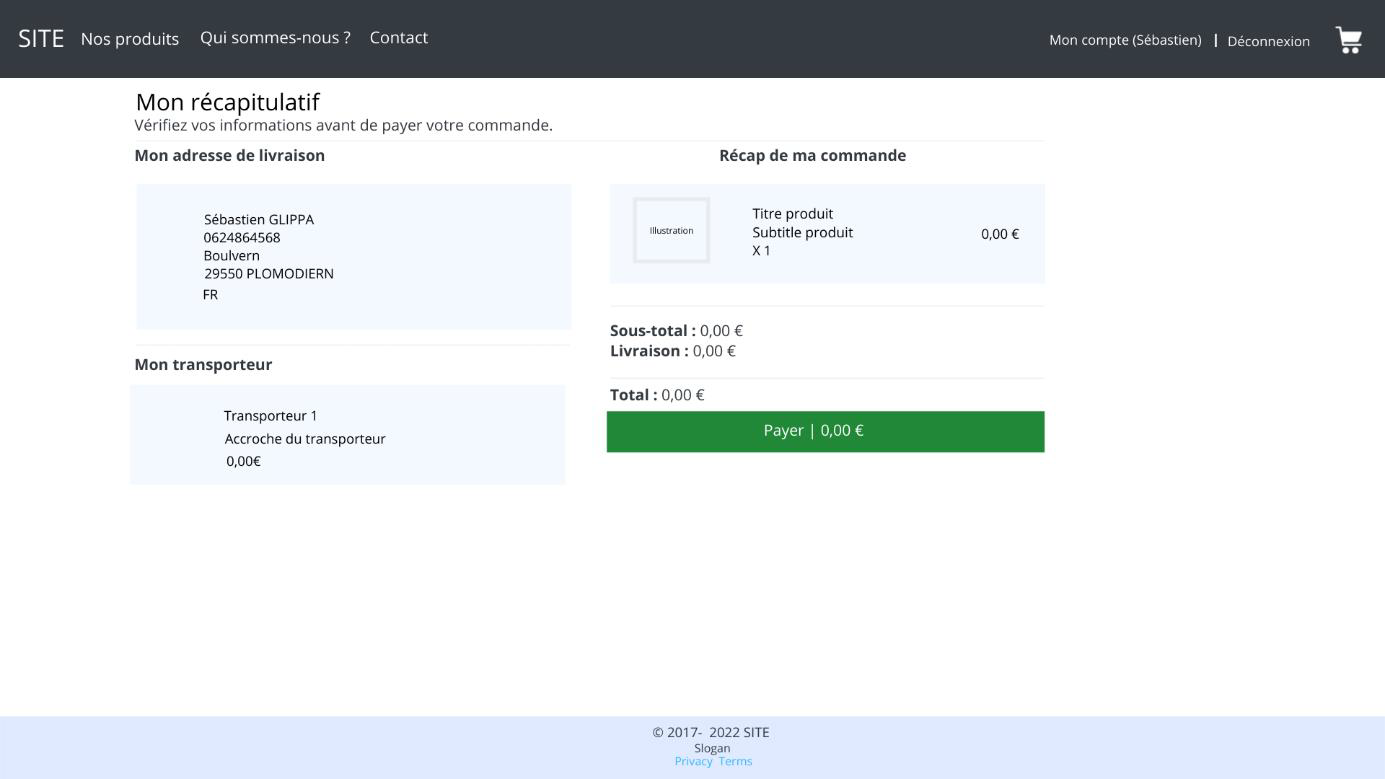 SITE Nos produits Qui sommes-nous ? Contact Mon compte (Sébastien) | Déconnexion
Mon récapitulatif
Vérifiez vos informations avant de payer votre commande.
Mon adresse de livraison
Sébastien GLIPPA
0624864568
Boulvern
29550 PLOMODIERN
FR
Mon transporteur
Transporteur 1
Accroche du transporteur
0,00€
Récap de ma commande
Illustration
Titre produit
Subtitle produit
X 1
0,00 €
Sous-total : 0,00 €
Livraison : 0,00 €
Total : 0,00 €
Payer | 0,00 €
© 2017-  2022 SITE
Slogan
Privacy  Terms